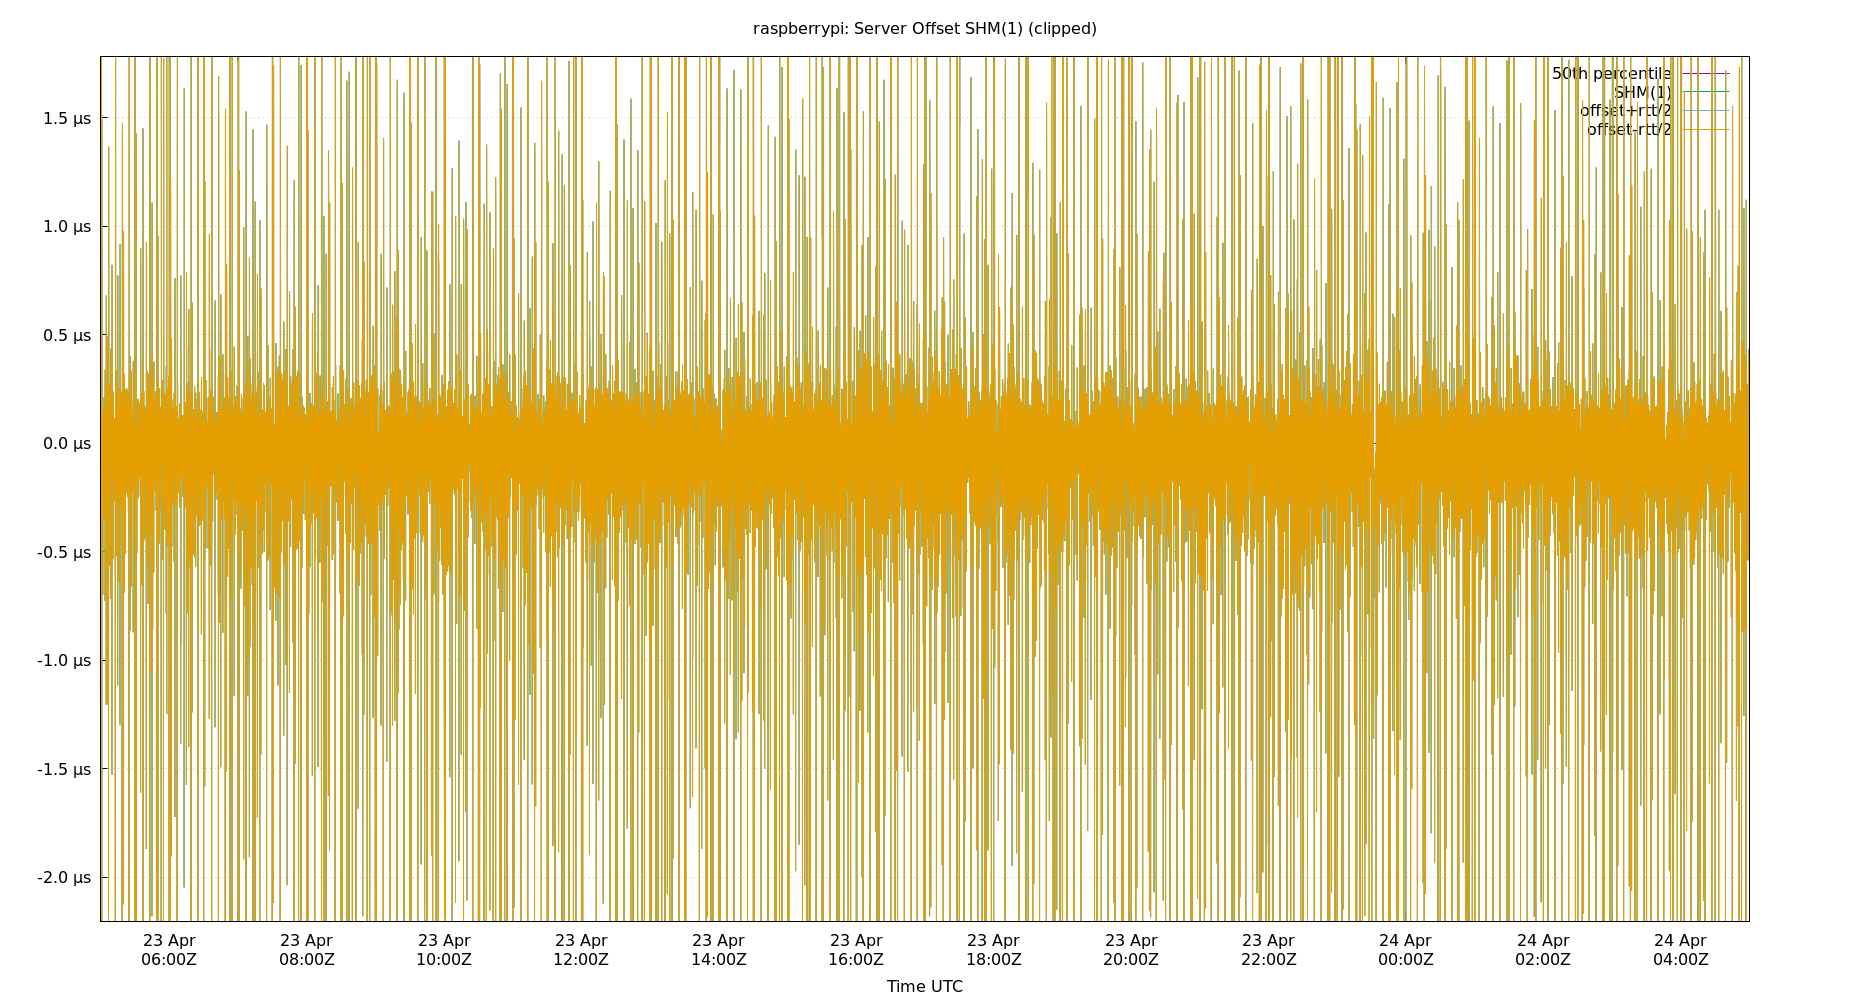 raspberrypi: Server Offset SHM(1) (clipped)
50th percentile
SHM(1)
offset+rtt/2
offset-rtt/2
1.5 µs
1.0 µs
0.5 µs
0.0 µs
-0.5 µs
-1.0 µs
-1.5 µs
-2.0 µs
23 Apr 23 Apr 23 Apr 23 Apr 23 Apr 23 Apr 23 Apr 23 Apr 23 Apr 24 Apr 24 Apr 24 Apr
06:00Z 08:00Z 10:00Z 12:00Z 14:00Z 16:00Z 18:00Z 20:00Z 22:00Z 00:00Z 02:00Z 04:00Z
Time UTC